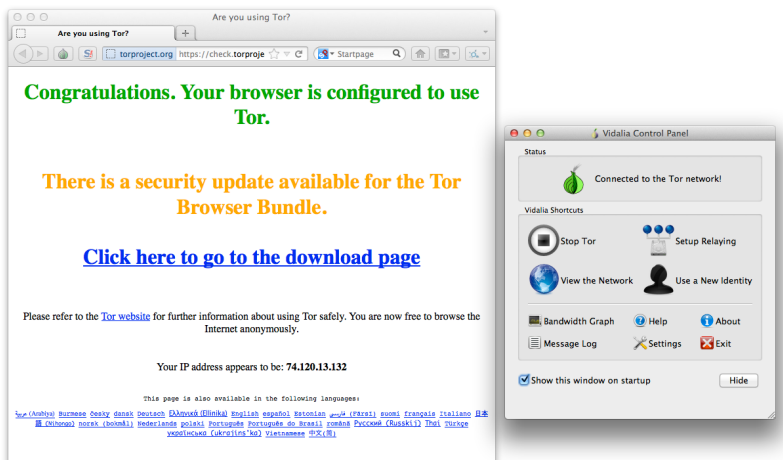 Are you using Tor?
Are you using Tor?
torproject.org https://check.torproje
Startpage
Congratulations. Your browser is configured to use
Tor.
There is a security update available for the Tor
Browser Bundle.
Click here to go to the download page
Please refer to the Tor website for further information about using Tor safely. You are now free to browse the
Internet anonymously.
Your IP address appears to be: 74.120.13.132
This page is also available in the following languages:
عربية (Arabiya) Burmese česky dansk Deutsch Ελληνικά (Ellinika) English español Estonian فارسی (Fārsī) suomi français Italiano 日本
語 (Nihongo) norsk (bokmål) Nederlands polski Português Português do Brasil română Русский (Russkij) Thai Türkçe
українська (ukrajins'ka) Vietnamese 中文(简)
Vidalia Control Panel
Status
Connected to the Tor network!
Vidalia Shortcuts
Stop Tor
Setup Relaying
View the Network
Use a New Identity
Bandwidth Graph
Help
About
Message Log
Settings
Exit
Show this window on startup
Hide